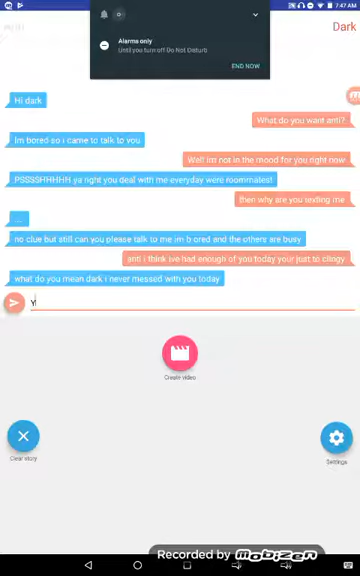 7:47 AM
Dark
Alarms only
Until you turn off Do Not Disturb
END NOW
Hi dark
What do you want anti?
Im bored so i came to talk to you
Well im not in the mood for you right now
PSSSSHHHHH ya right you deal with me everyday were roommates!
then why are you texting me
...
no clue but still can you please talk to me im bored and the others are busy
anti i think ive had enough of you today your just to clingy
what do you mean dark i never messed with you today
Y
Create video
Clear story
Settings
Recorded by
mobizen